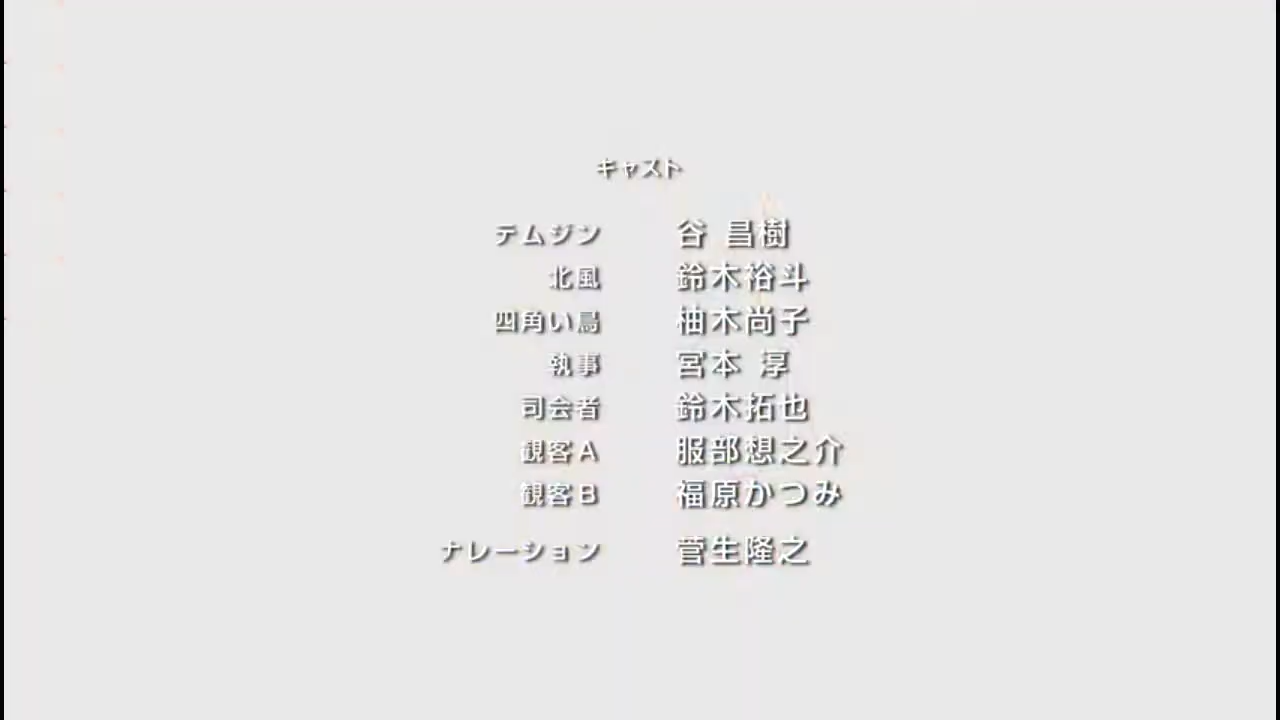 キャスト
テムジン 谷 昌樹
北風 鈴木裕斗
四角い鳥 柚木尚子
執事 宮本 淳
司会者 鈴木拓也
観客A 服部想之介
観客B 福原かつみ
ナレーション 菅生隆之